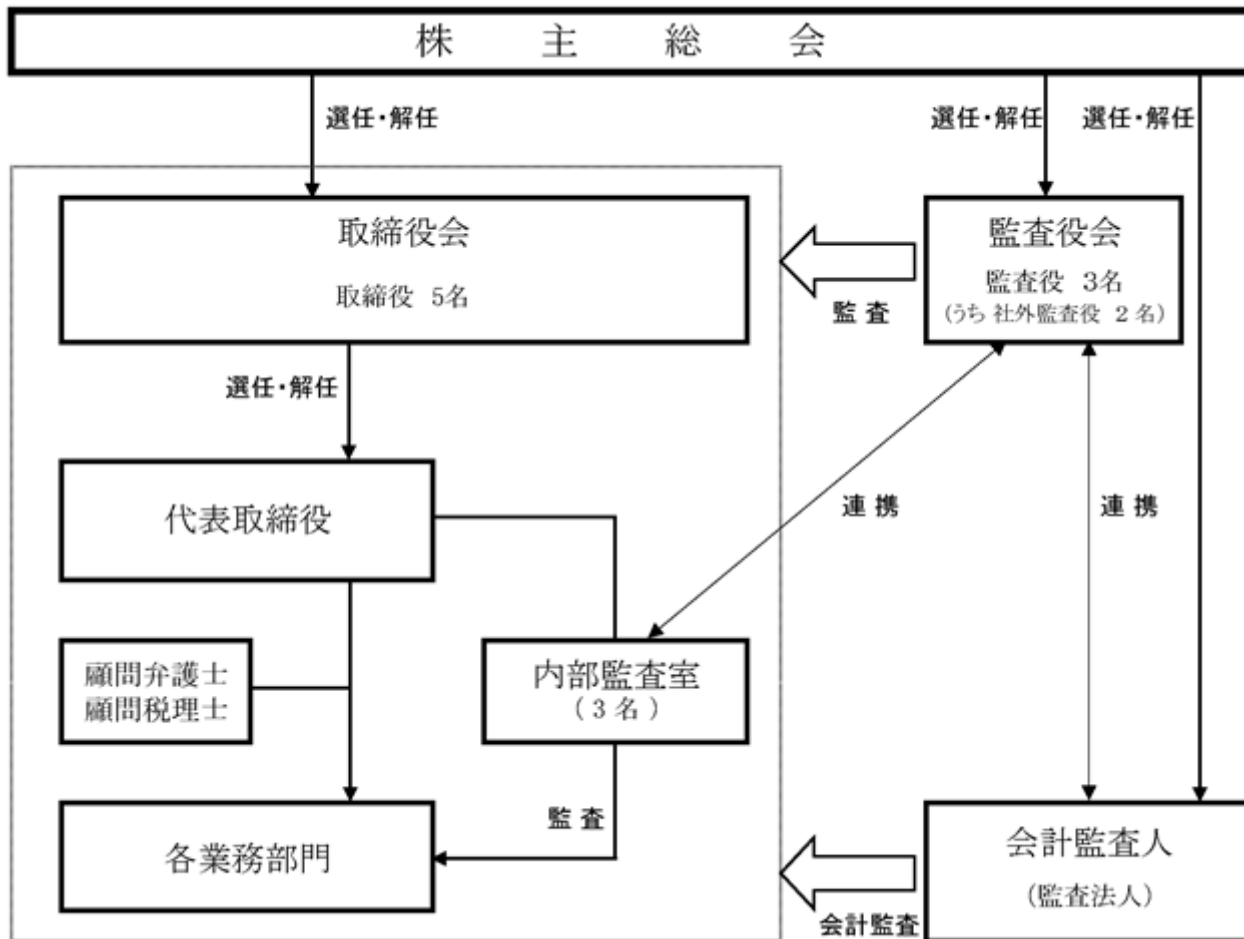 株主総会
選任・解任
選任・解任
選任・解任
取締役会
取締役 5名
監査役会
監査役 3名
(うち 社外監査役 2名)
監査
選任・解任
代表取締役
連携
連携
顧問弁護士
顧問税理士
内部監査室
(3名)
監査
各業務部門
会計監査人
(監査法人)
会計監査